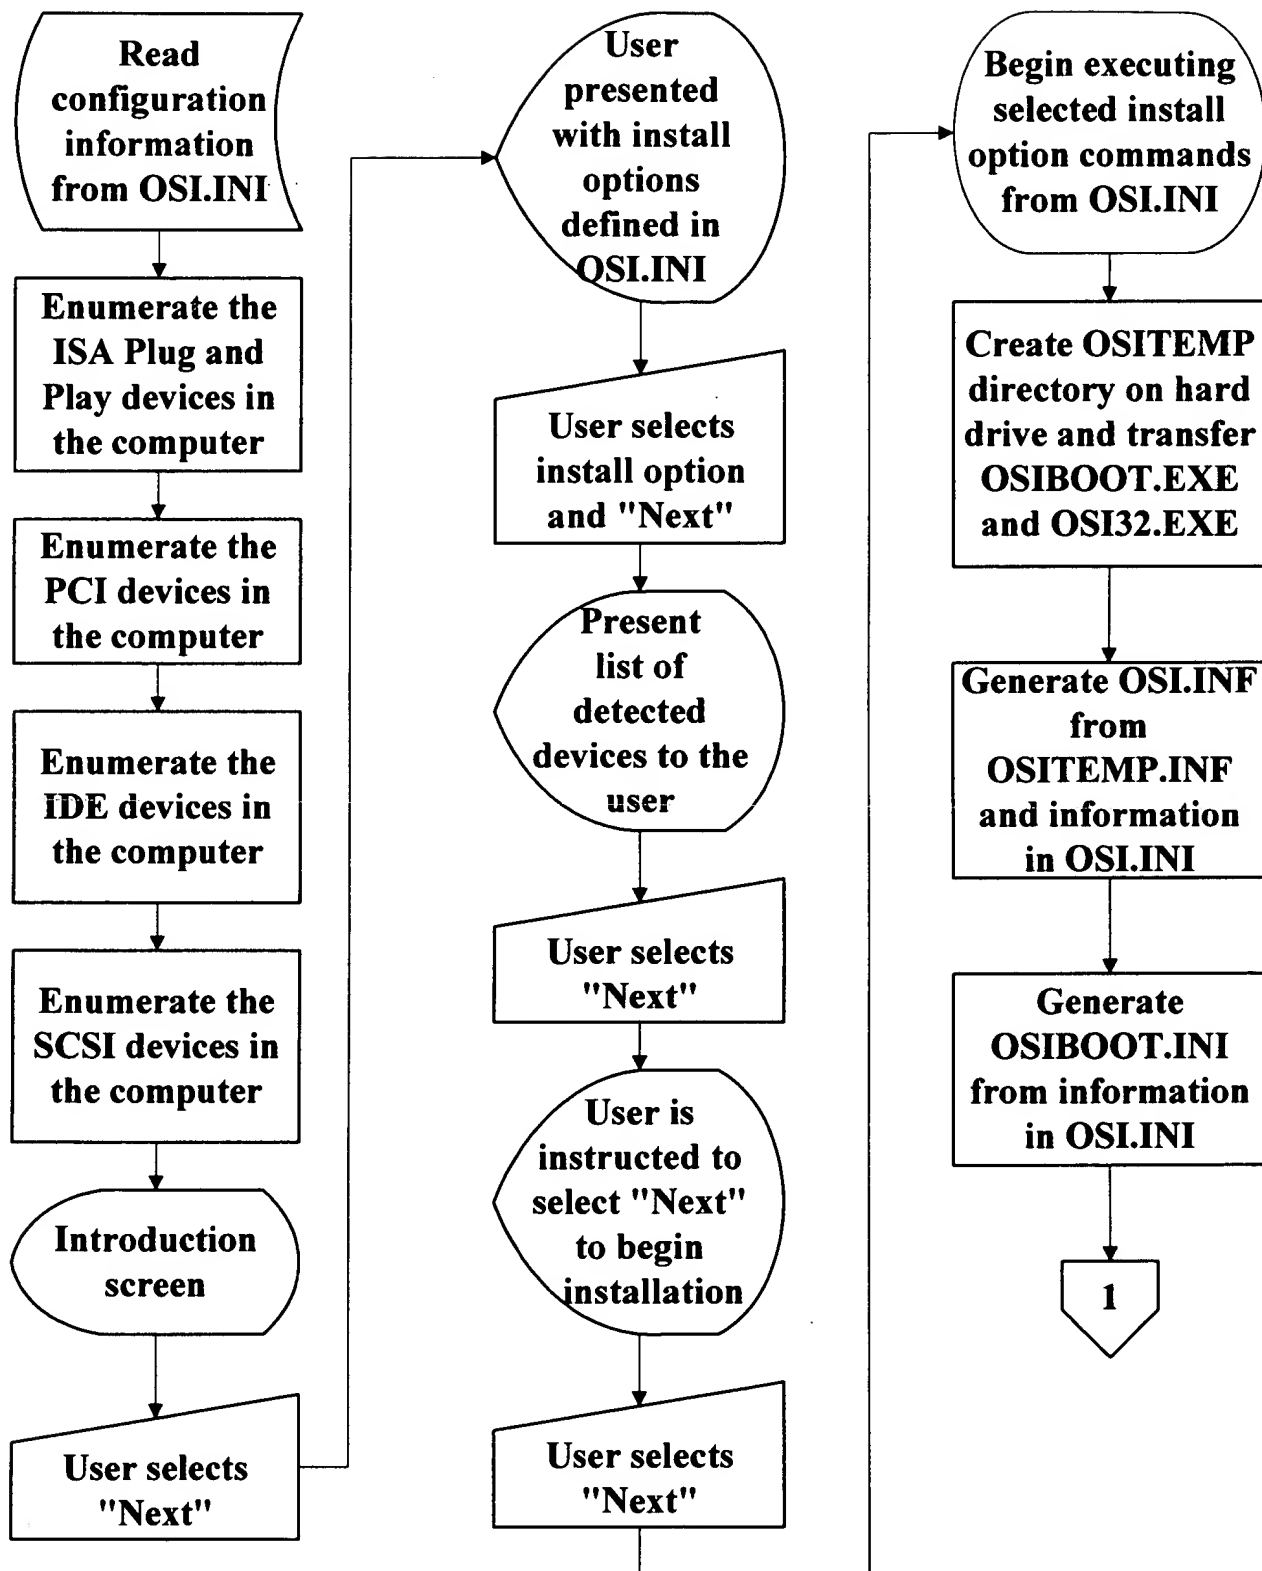 Read
configuration
information
from OSI.INI
Enumerate the
ISA Plug and
Play devices in
the computer
Enumerate the
PCI devices in
the computer
Enumerate the
IDE devices in
the computer
Enumerate the
SCSI devices in
the computer
Introduction
screen
User selects
"Next"
User
presented
with install
options
defined in
OSI.INI
User selects
install option
and "Next"
Present
list of
detected
devices to the
user
User selects
"Next"
User is
instructed to
select "Next"
to begin
installation
User selects
"Next"
Begin executing
selected install
option commands
from OSI.INI
Create OSITEMP
directory on hard
drive and transfer
OSIBOOT.EXE
and OSI32.EXE
Generate OSI.INF
from
OSITEMP.INF
and information
in OSI.INI
Generate
OSIBOOT.INI
from information
in OSI.INI
1